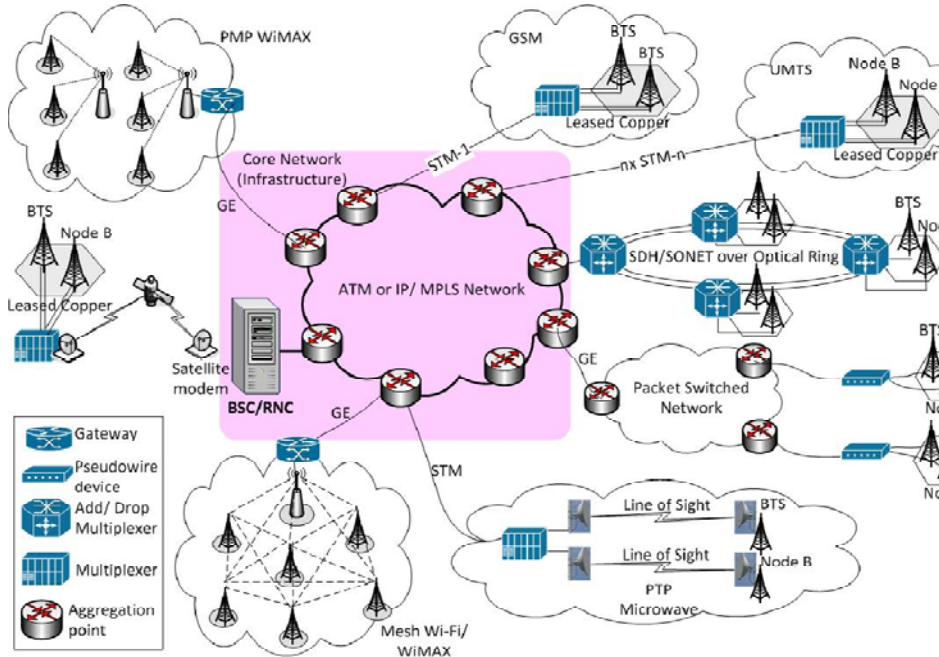 PMP WiMAX
GSM
BTS
BTS
Leased Copper
UMTS
Node B
Node
Leased Copper
STM-1
nx STM-n
Core Network
(Infrastructure)
GE
BTS
Node B
Leased Copper
Satellite
modem
ATM or IP/ MPLS Network
BSC/RNC
SDH/SONET over Optical Ring
BTS
No
GE
Packet Switched
Network
BTS
No
No
GE
STM
Gateway
Pseudowire
device
Add/ Drop
Multiplexer
Multiplexer
Aggregation
point
Mesh Wi-Fi/
WiMAX
Line of Sight
BTS
Line of Sight
Node B
PTP
Microwave